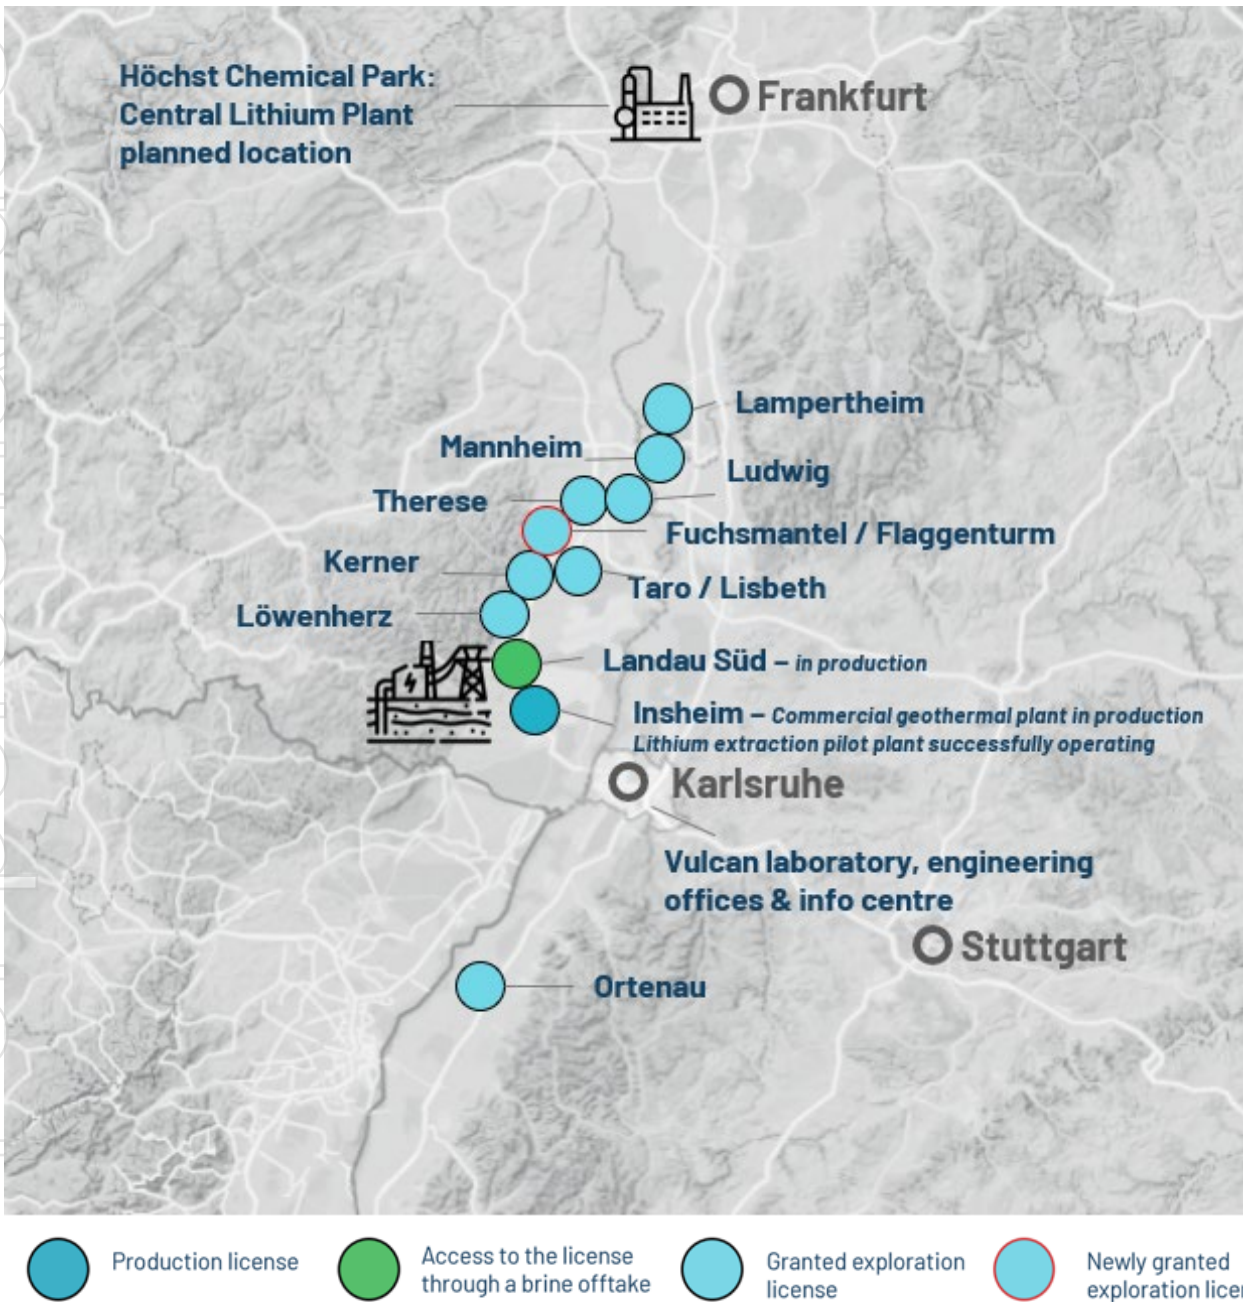 Höchst Chemical Park:
Central Lithium Plant
planned location
Frankfurt
Lampertheim
Mannheim
Ludwig
Therese
Fuchsmantel / Flaggenturm
Kerner
Taro / Lisbeth
Löwenherz
Landau Süd – in production
Insheim – Commercial geothermal plant in production
Lithium extraction pilot plant successfully operating
Karlsruhe
Vulcan laboratory, engineering
offices & info centre
Stuttgart
Ortenau
Production license
Access to the license
through a brine offtake
Granted exploration
license
Newly granted
exploration